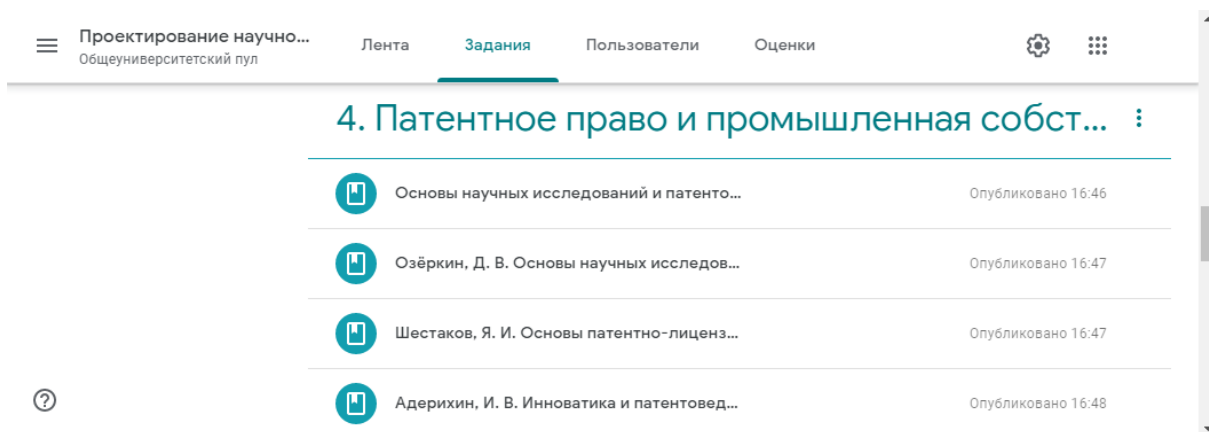 Проектирование научно...
Общеуниверситетский пул
Лента Задания Пользователи Оценки
4. Патентное право и промышленная собст...
Основы научных исследований и патенто... Опубликовано 16:46
Озёркин, Д. В. Основы научных исследов... Опубликовано 16:47
Шестаков, Я. И. Основы патентно-лиценз... Опубликовано 16:47
Адерихин, И. В. Инноватика и патентовед... Опубликовано 16:48